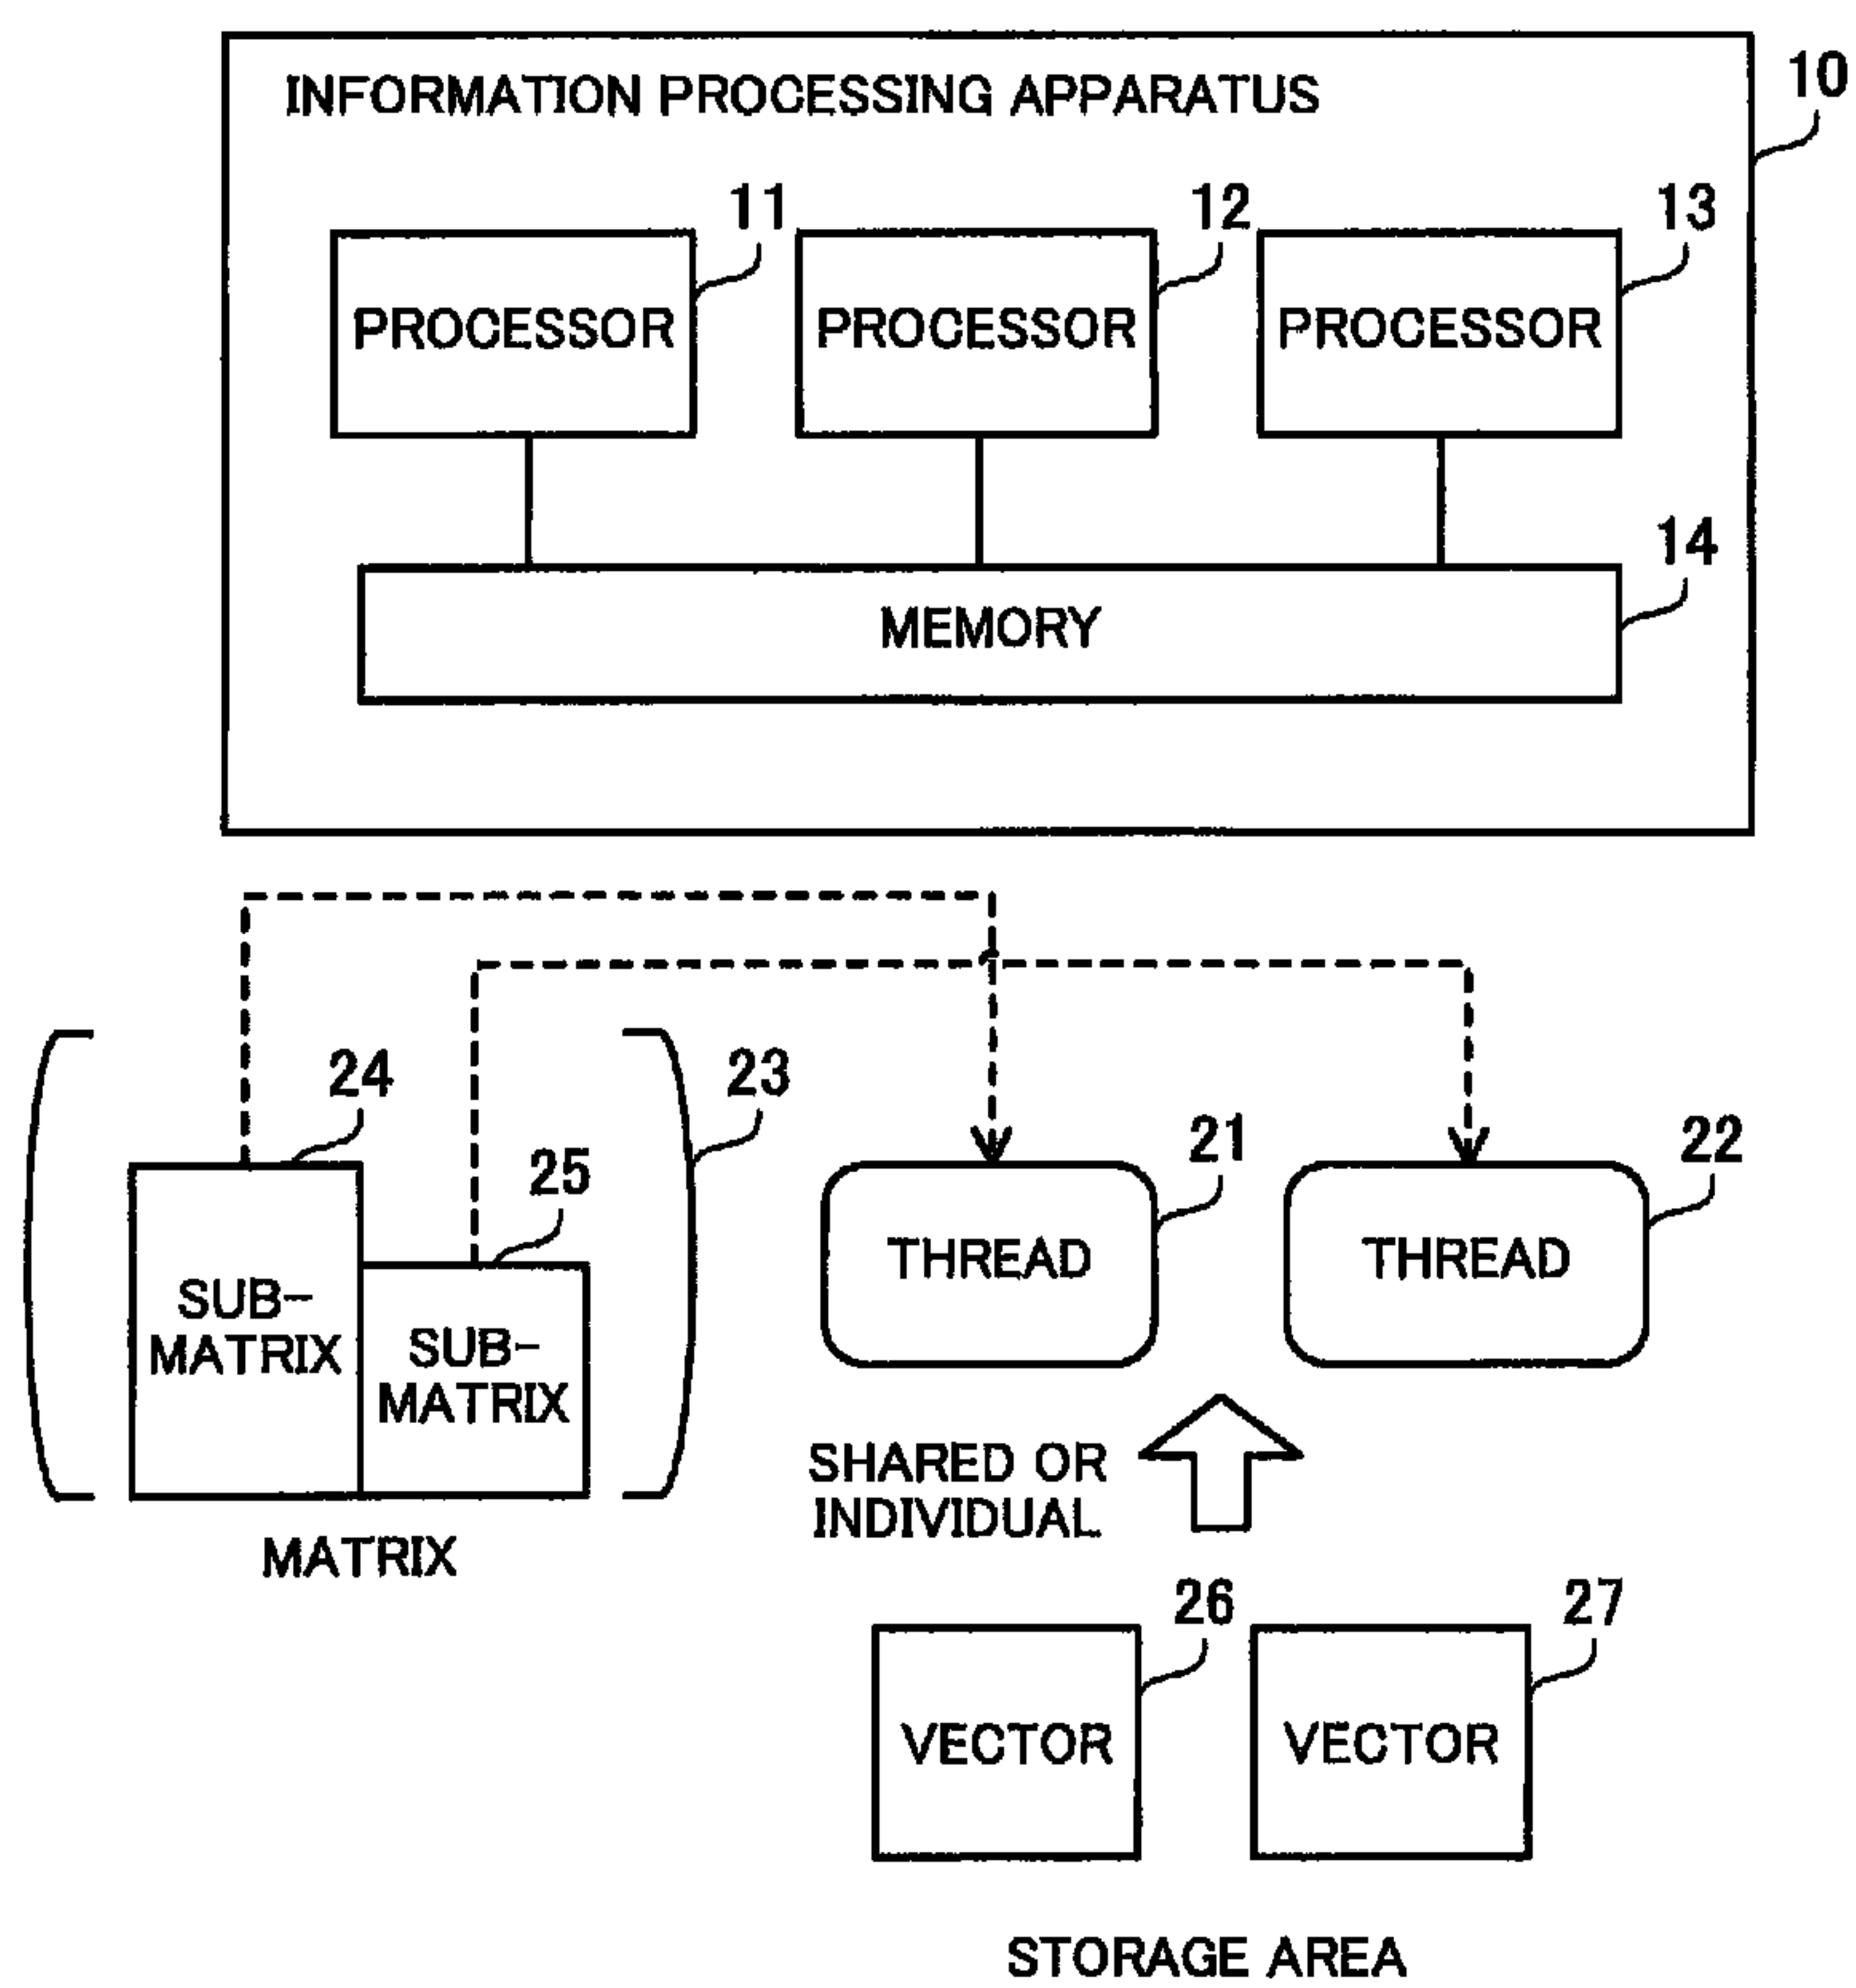 INFORMATION PROCESSING APPARATUS
10
11
12
13
PROCESSOR
PROCESSOR
PROCESSOR
14
MEMORY
24
23
25
21
22
SUB-
MATRIX
SUB-
MATRIX
THREAD
THREAD
SHARED OR
INDIVIDUAL
MATRIX
26
27
VECTOR
VECTOR
STORAGE AREA